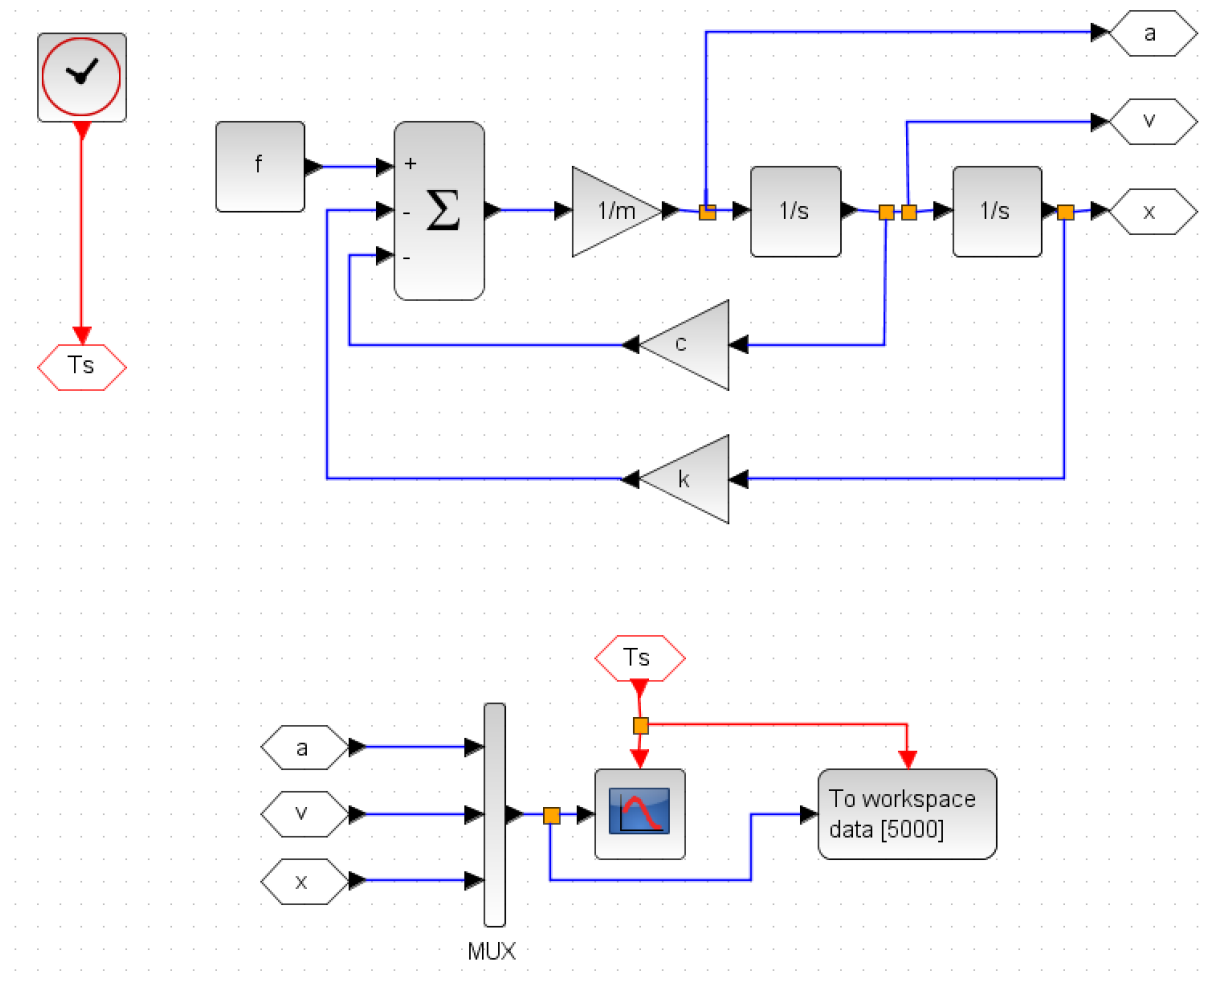 a
v
f
+
-
-
Σ
1/m
1/s
1/s
x
c
Ts
k
Ts
a
v
x
To workspace
data [5000]
MUX